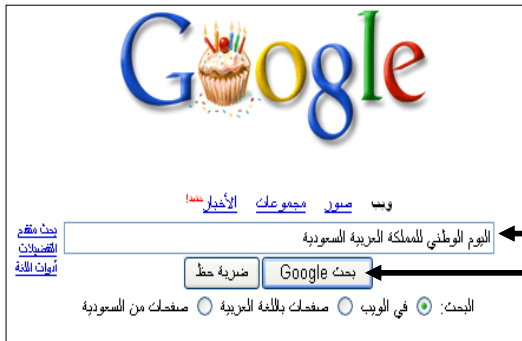 Google
ويب صور مجموعات الأخبار جديد!
اليوم الوطني للمملكة العربية السعودية
بحث متقدم
التفضيلات
أدوات اللغة
بحث Google ضربة حظ
البحث: في الويب صفحات باللغة العربية صفحات من السعودية